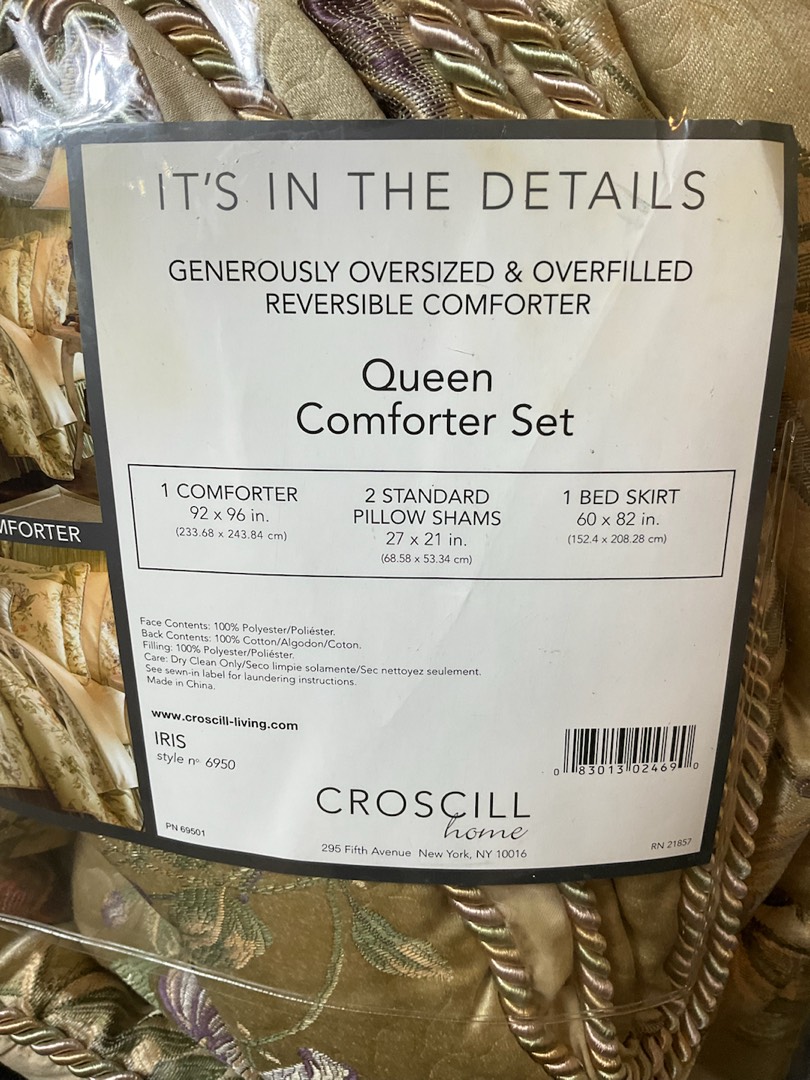 IT'S IN THE DETAILS
GENEROUSLY OVERSIZED & OVERFILLED
REVERSIBLE COMFORTER
Queen
Comforter Set
1 COMFORTER
92 x 96 in.
(233.68 x 243.84 cm)
2 STANDARD
PILLOW SHAMS
27 x 21 in.
(68.58 x 53.34 cm)
1 BED SKIRT
60 x 82 in.
(152.4 x 208.28 cm)
MFORTER
Face Contents: 100% Polyester/Poliéster.
Back Contents: 100% Cotton/Algodon/Coton.
Filling: 100% Polyester/Poliéster.
Care: Dry Clean Only/Seco limpie solamente/Sec nettoyez seulement.
See sewn-in label for laundering instructions.
Made in China.
www.croscill-living.com
IRIS
style nº 6950
0 83013 02469 0
CROSCILL
home
PN 69501
295 Fifth Avenue New York, NY 10016
RN 21857